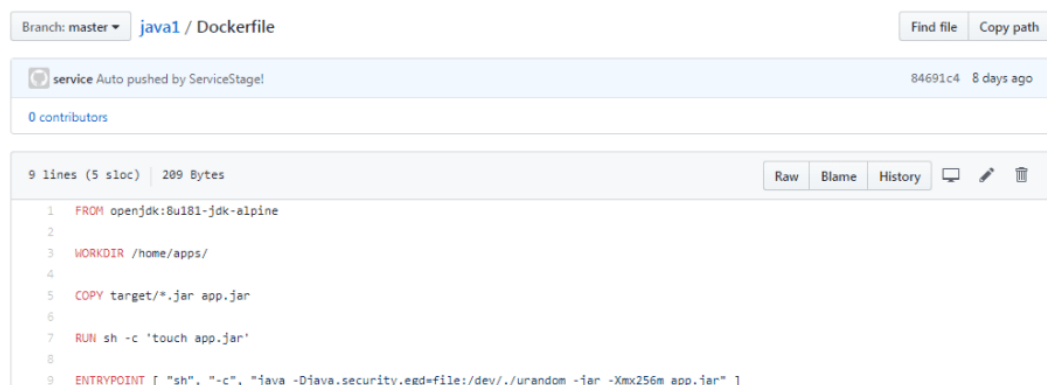 Branch: master java1 / Dockerfile Find file Copy path
service Auto pushed by ServiceStage! 84691c4 8 days ago
0 contributors
9 lines (5 sloc) 209 Bytes Raw Blame History
1 FROM openjdk:8u181-jdk-alpine
2
3 WORKDIR /home/apps/
4
5 COPY target/*.jar app.jar
6
7 RUN sh -c 'touch app.jar'
8
9 ENTRYPOINT [ "sh", "-c", "java -Djava.security.egd=file:/dev/./urandom -jar -Xmx256m app.jar" ]